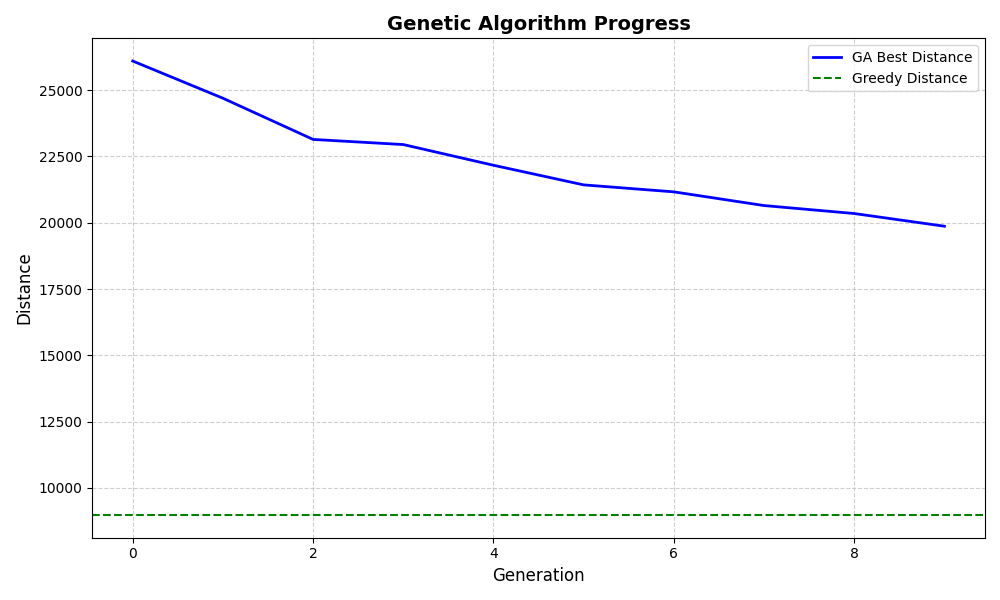 Genetic Algorithm Progress
GA Best Distance
Greedy Distance
Distance
25000
22500
20000
17500
15000
12500
10000
0 2 4 6 8
Generation